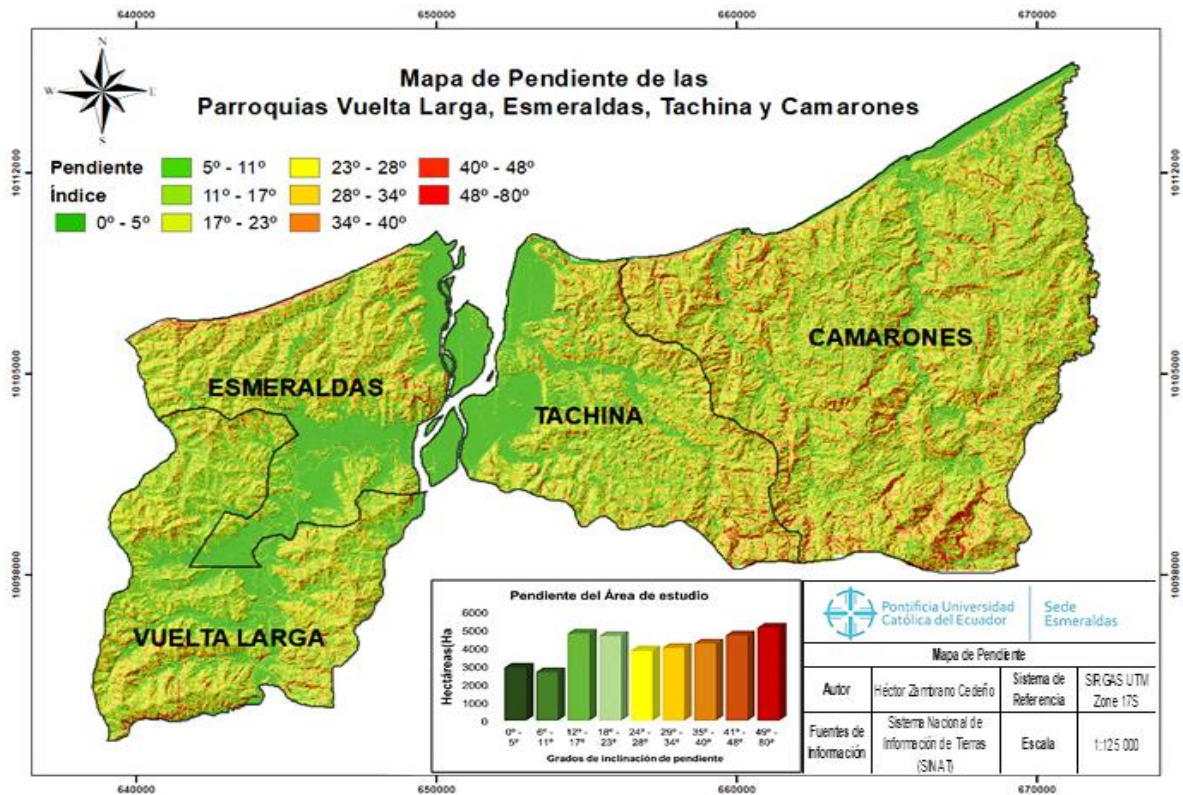 640000 650000 660000 670000
N
W E
S
Mapa de Pendiente de las
Parroquias Vuelta Larga, Esmeraldas, Tachina y Camarones
Pendiente 5º - 11º 23º - 28º 40º - 48º
Índice 11º - 17º 28º - 34º 48º -80º
0º - 5º 17º - 23º 34º - 40º
10112000 10112000
CAMARONES
10105000 10105000
ESMERALDAS
TACHINA
10098000 10098000
VUELTA LARGA
Pendiente del Área de estudio
Hectáreas|Ha
6000
5000
4000
3000
2000
1000
0
0º - 5º
6º - 11º
12º - 17º
18º - 23º
24º - 28º
29º - 34º
35º - 40º
41º - 48º
49º - 80º
Grados de inclinación de pendiente
Pontificia Universidad
Católica del Ecuador
Sede
Esmeraldas
Mapa de Pendiente
Autor
Héctor Zambrano Cedeño
Sistema de
Referencia
SIRGAS UTM
Zone 17S
Fuentes de
Información
Sistema Nacional de
Información de Tierras
(SINAT)
Escala
1:125 000
640000 650000 660000 670000